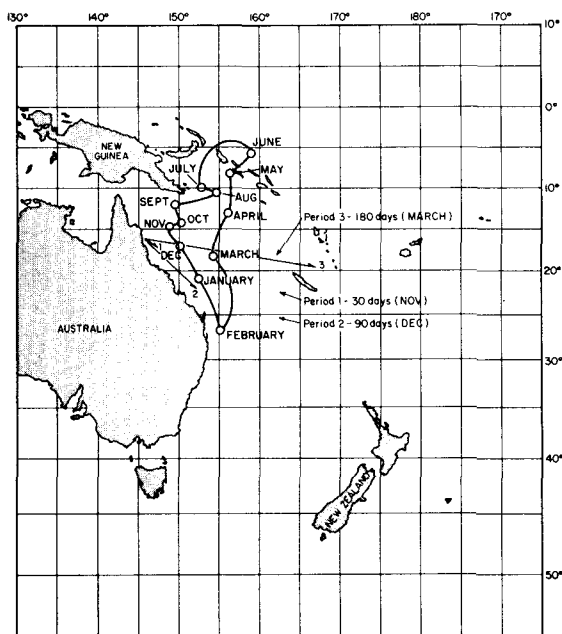 130° 140° 150° 160° 170° 170° 10°
0°
JUNE
NEW
GUINEA
MAY
JULY
10°
SEPT
AUG
OCT
APRIL
NOV
Period 3 - 180 days (MARCH)
1
DEC
MARCH
3
20°
JANUARY
2
Period 1 - 30 days (NOV)
Period 2 - 90 days (DEC)
AUSTRALIA
FEBRUARY
30°
40°
NEW ZEALAND
50°